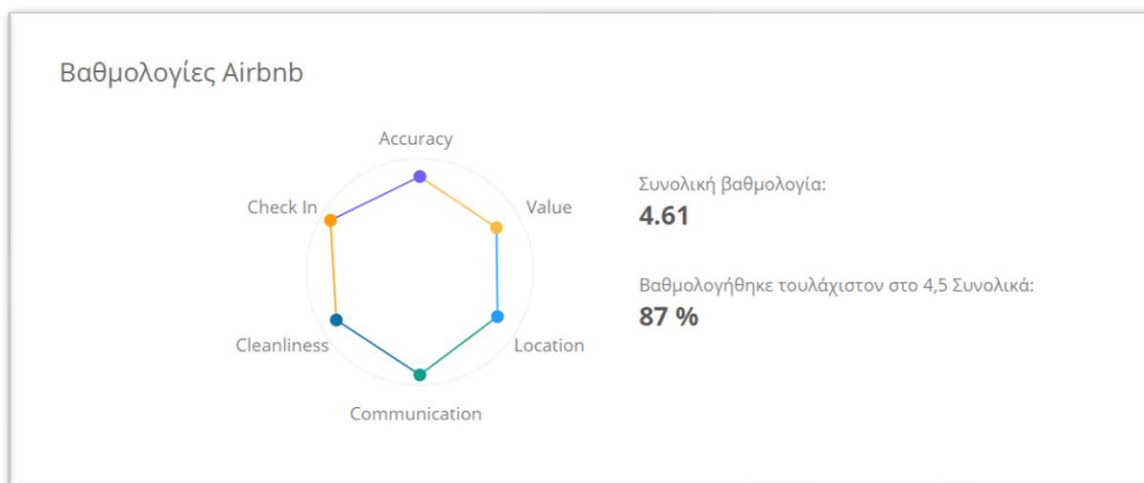 Βαθμολογίες Airbnb
Accuracy
Check In
Value
Cleanliness
Location
Communication
Συνολική βαθμολογία:
4.61
Βαθμολογήθηκε τουλάχιστον στο 4,5 Συνολικά:
87 %